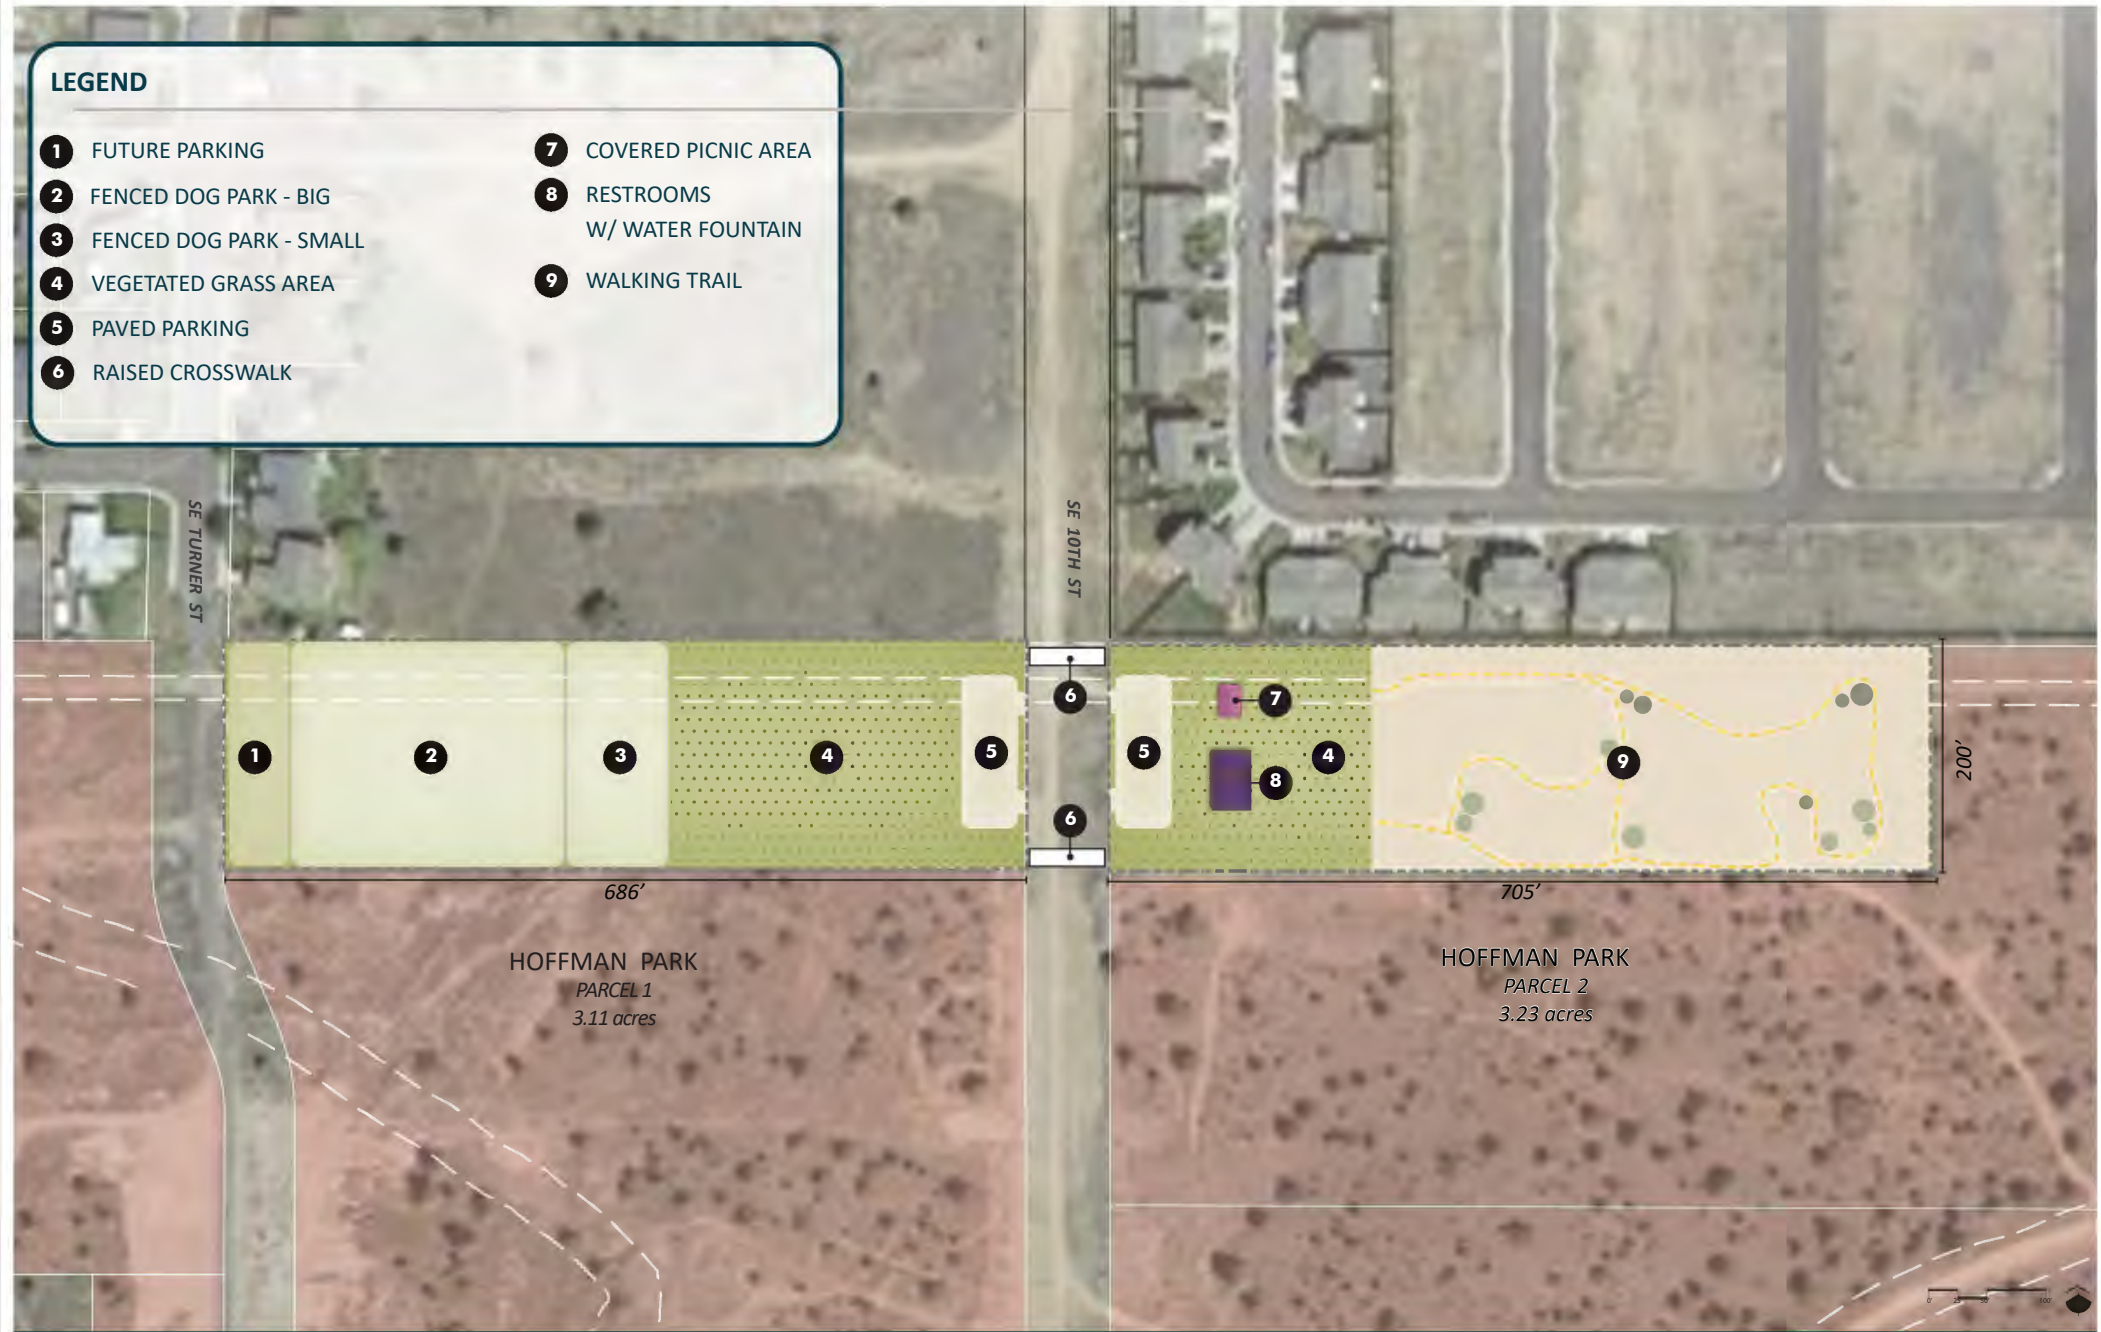 LEGEND
1 FUTURE PARKING
2 FENCED DOG PARK - BIG
3 FENCED DOG PARK - SMALL
4 VEGETATED GRASS AREA
5 PAVED PARKING
6 RAISED CROSSWALK
7 COVERED PICNIC AREA
8 RESTROOMS
W/ WATER FOUNTAIN
9 WALKING TRAIL
SE TURNER ST
SE 10TH ST
6
7
1
2
3
4
5
5
4
9
8
6
200'
686'
705'
HOFFMAN PARK
PARCEL 1
3.11 acres
HOFFMAN PARK
PARCEL 2
3.23 acres